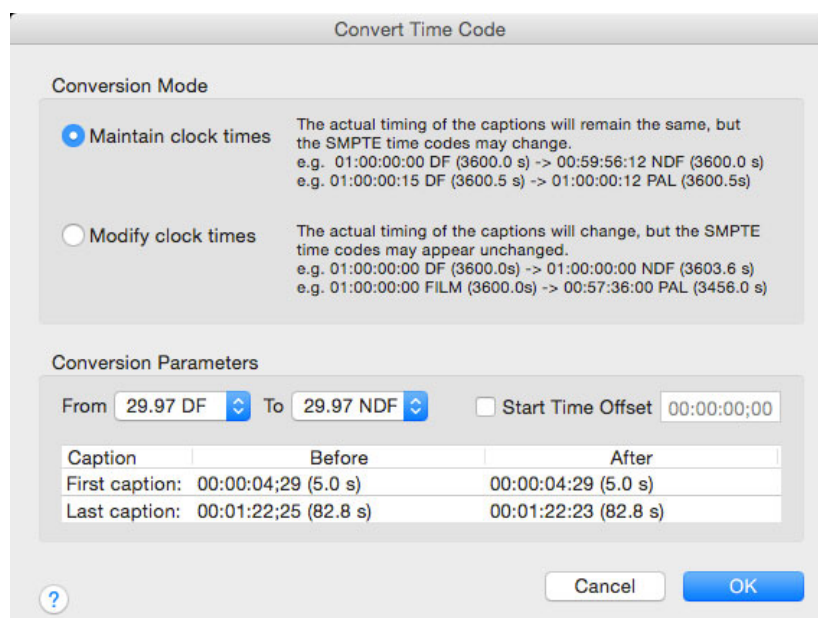 Convert Time Code
Conversion Mode
Maintain clock times
The actual timing of the captions will remain the same, but
the SMPTE time codes may change.
e.g. 01:00:00:00 DF (3600.0 s) -> 00:59:56:12 NDF (3600.0 s)
e.g. 01:00:00:15 DF (3600.5 s) -> 01:00:00:12 PAL (3600.5s)
Modify clock times
The actual timing of the captions will change, but the SMPTE
time codes may appear unchanged.
e.g. 01:00:00:00 DF (3600.0s) -> 01:00:00:00 NDF (3603.6 s)
e.g. 01:00:00:00 FILM (3600.0s) -> 00:57:36:00 PAL (3456.0 s)
Conversion Parameters
From 29.97 DF To 29.97 NDF Start Time Offset 00:00:00;00
Caption Before After
First caption: 00:00:04;29 (5.0 s) 00:00:04:29 (5.0 s)
Last caption: 00:01:22;25 (82.8 s) 00:01:22:23 (82.8 s)
? Cancel OK